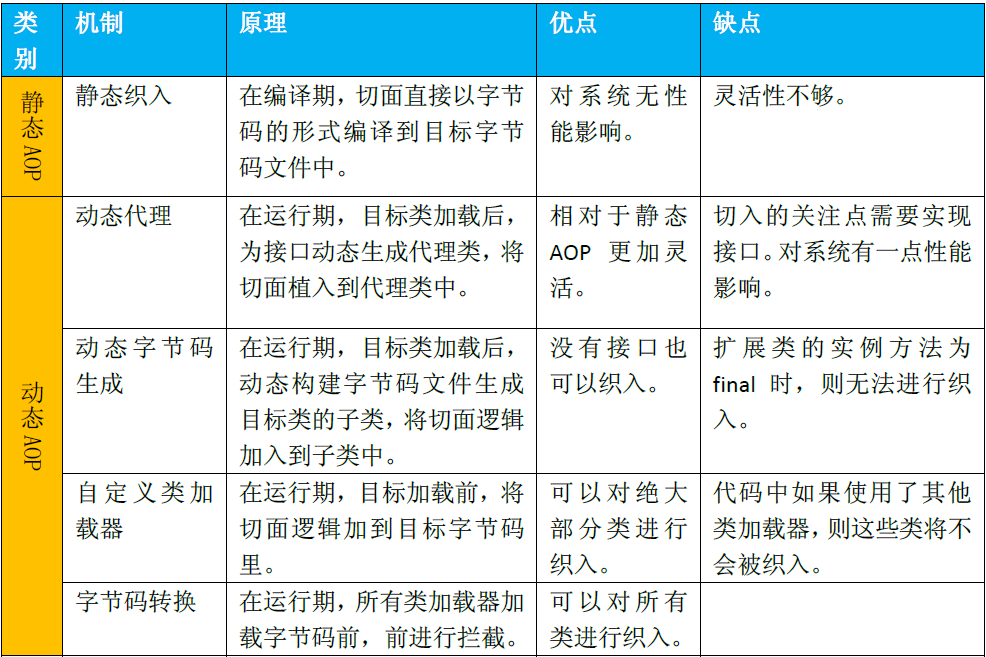 类别
机制
原理
优点
缺点
静态AOP
静态织入
在编译期，切面直接以字节
码的形式编译到目标字节
码文件中。
对系统无性
能影响。
灵活性不够。
动态AOP
动态代理
在运行期，目标类加载后，
为接口动态生成代理类，将
切面植入到代理类中。
相对于静态
AOP 更加灵
活。
切入的关注点需要实现
接口。对系统有一点性能
影响。
动态字节码
生成
在运行期，目标类加载后，
动态构建字节码文件生成
目标类的子类，将切面逻辑
加入到子类中。
没有接口也
可以织入。
扩展类的实例方法为
final 时，则无法进行织
入。
自定义类加
载器
在运行期，目标加载前，将
切面逻辑加到目标字节码
里。
可以对绝大
部分类进行
织入。
代码中如果使用了其他
类加载器，则这些类将不
会被织入。
字节码转换
在运行期，所有类加载器加
载字节码前，前进行拦截。
可以对所有
类进行织入。